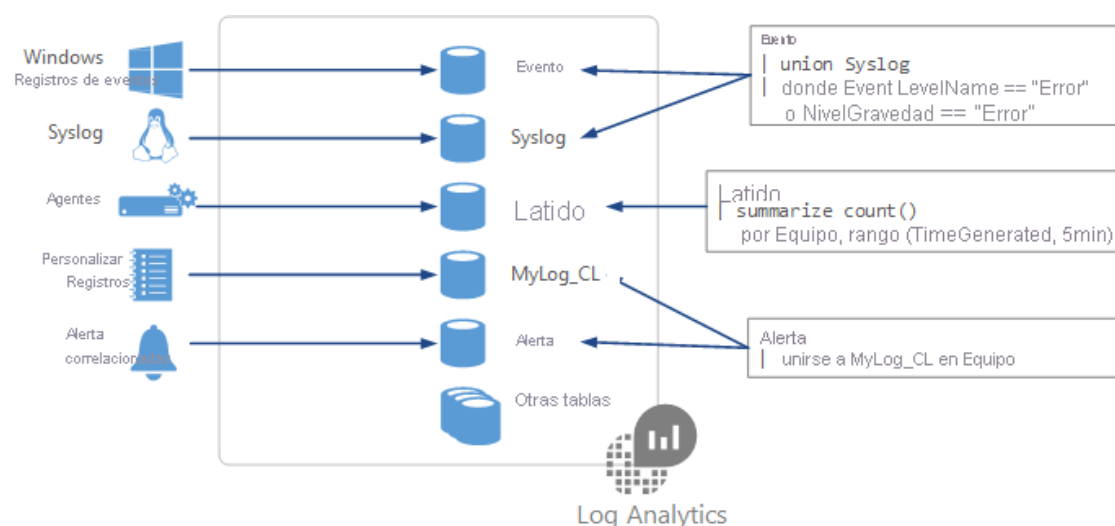 Windows
Registros de eventos
Syslog
Agentes
Personalizar
Registros
Alerta
correlacionadas
Evento
Syslog
Latido
MyLog_CL
Alerta
Otras tablas
Evento
| union Syslog
| donde Event LevelName == "Error"
o NivelGravedad == "Error"
Latido
| summarize count()
por Equipo, rango (TimeGenerated, 5min)
Alerta
| unirse a MyLog_CL en Equipo
Log Analytics